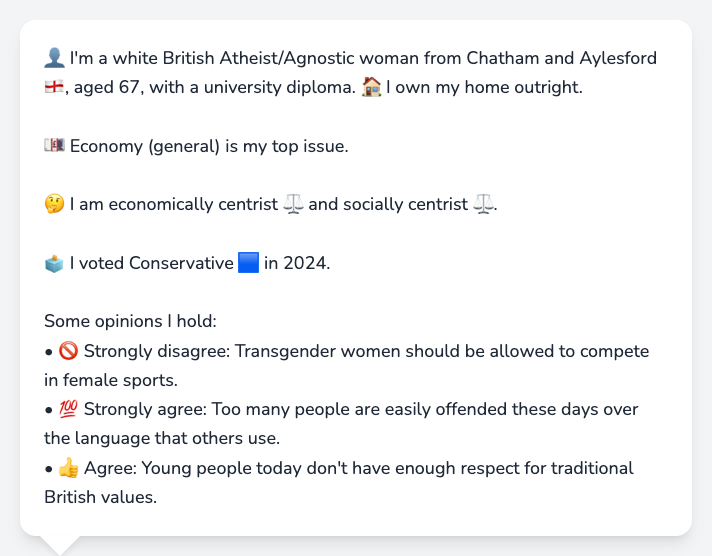 👤 I'm a white British Atheist/Agnostic woman from Chatham and Aylesford
🏴󠁧󠁢󠁥󠁮󠁧󠁿, aged 67, with a university diploma. 🏠 I own my home outright.
💷 Economy (general) is my top issue.
🤔 I am economically centrist ⚖️ and socially centrist ⚖️.
🗳️ I voted Conservative 🟦 in 2024.
Some opinions I hold:
• 🚫 Strongly disagree: Transgender women should be allowed to compete
in female sports.
• 💯 Strongly agree: Too many people are easily offended these days over
the language that others use.
• 👍 Agree: Young people today don't have enough respect for traditional
British values.